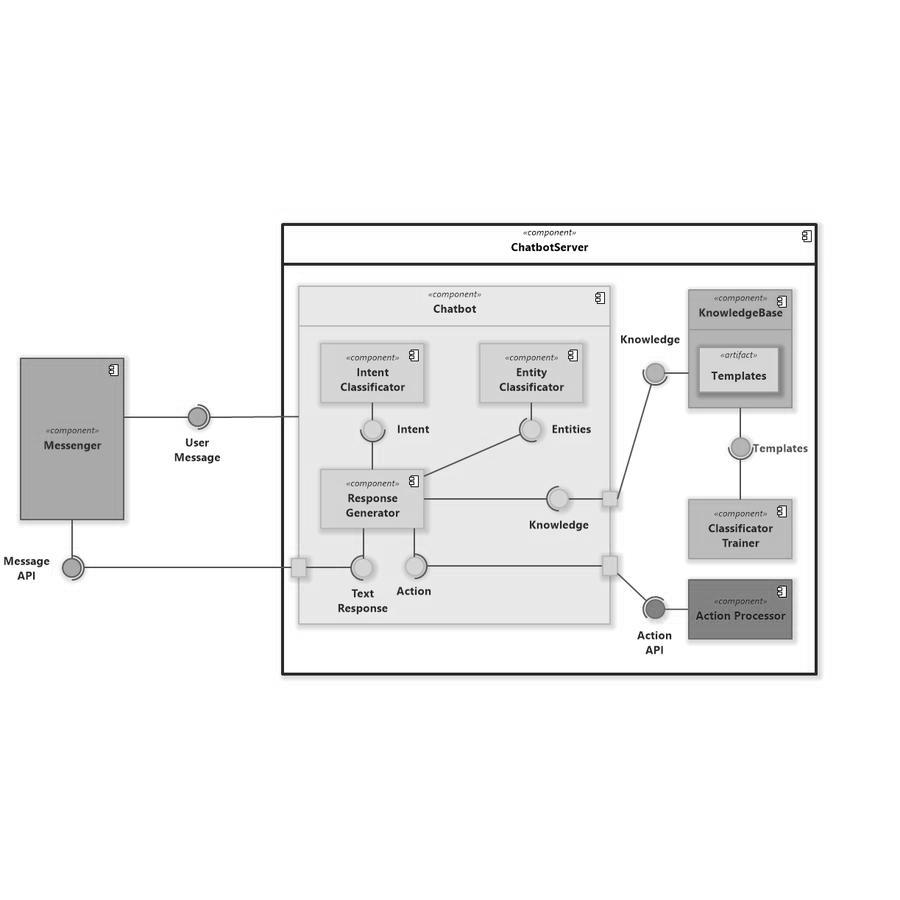 «component»
ChatbotServer
«component»
Chatbot
«component»
KnowledgeBase
«artifact»
Templates
Knowledge
«component»
Intent
Classificator
«component»
Entity
Classificator
Intent
Entities
«component»
Messenger
User
Message
Templates
«component»
Response
Generator
Knowledge
«component»
Classificator
Trainer
Message
API
Text
Response
Action
«component»
Action Processor
Action
API